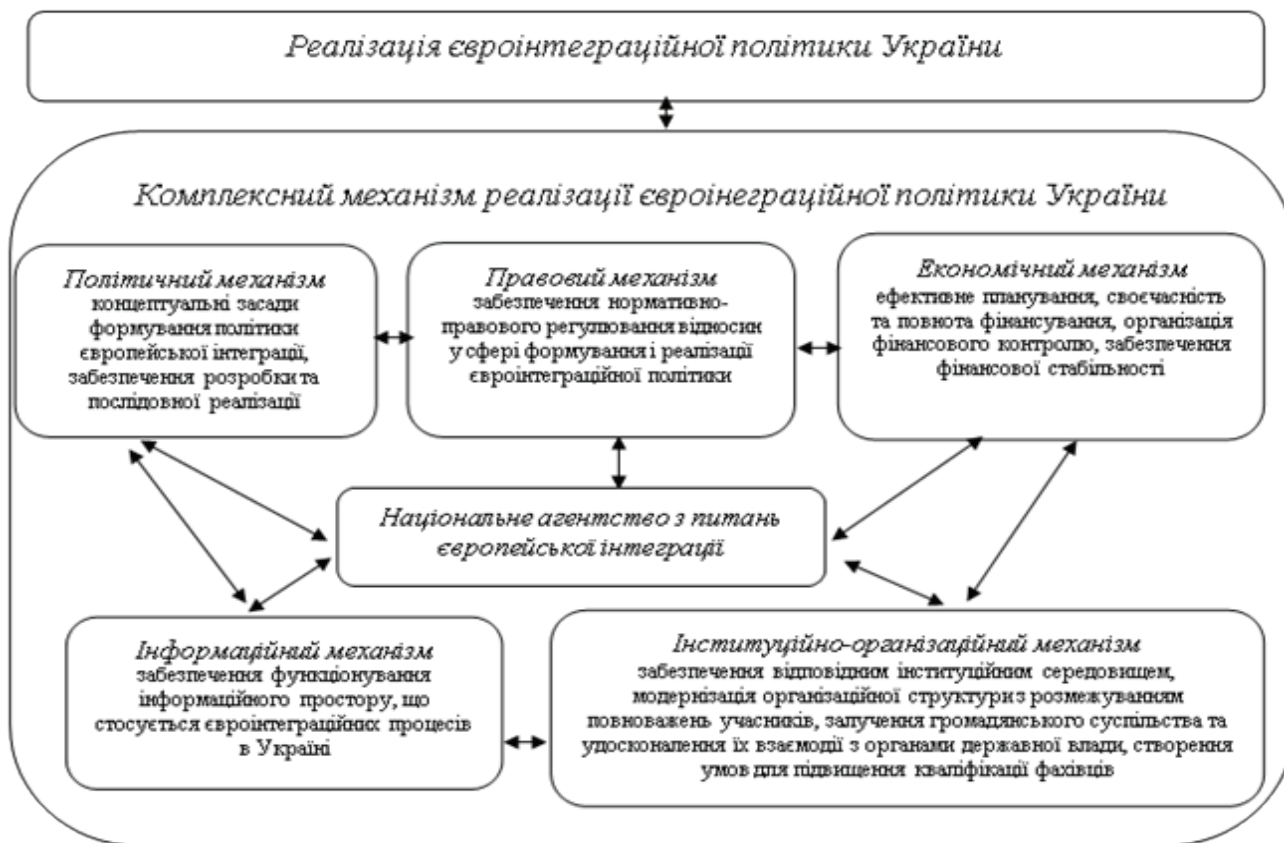 Реалізація євроінтеграційної політики України
Комплексний механізм реалізації євроінеграційної політики України
Політичний механізм
концептуальні засади
формування політики
європейської інтеграції,
забезпечення розробки та
послідовної реалізації
Правовий механізм
забезпечення нормативно-
правового регулювання відносин
у сфері формування і реалізації
євроінтеграційної політики
Економічний механізм
ефективне планування, своєчасність
та повнота фінансування, організація
фінансового контролю, забезпечення
фінансової стабільності
Національне агентство з питань
європейської інтеграції
Інформаційний механізм
забезпечення функціонування
інформаційного простору, що
стосується євроінтеграційних процесів
в Україні
Інституційно-організаційний механізм
забезпечення відповідним інституційним середовищем,
модернізація організаційної структури з розмежуванням
повноважень учасників, залучення громадянського суспільства та
удосконалення їх взаємодії з органами державної влади, створення
умов для підвищення кваліфікації фахівців